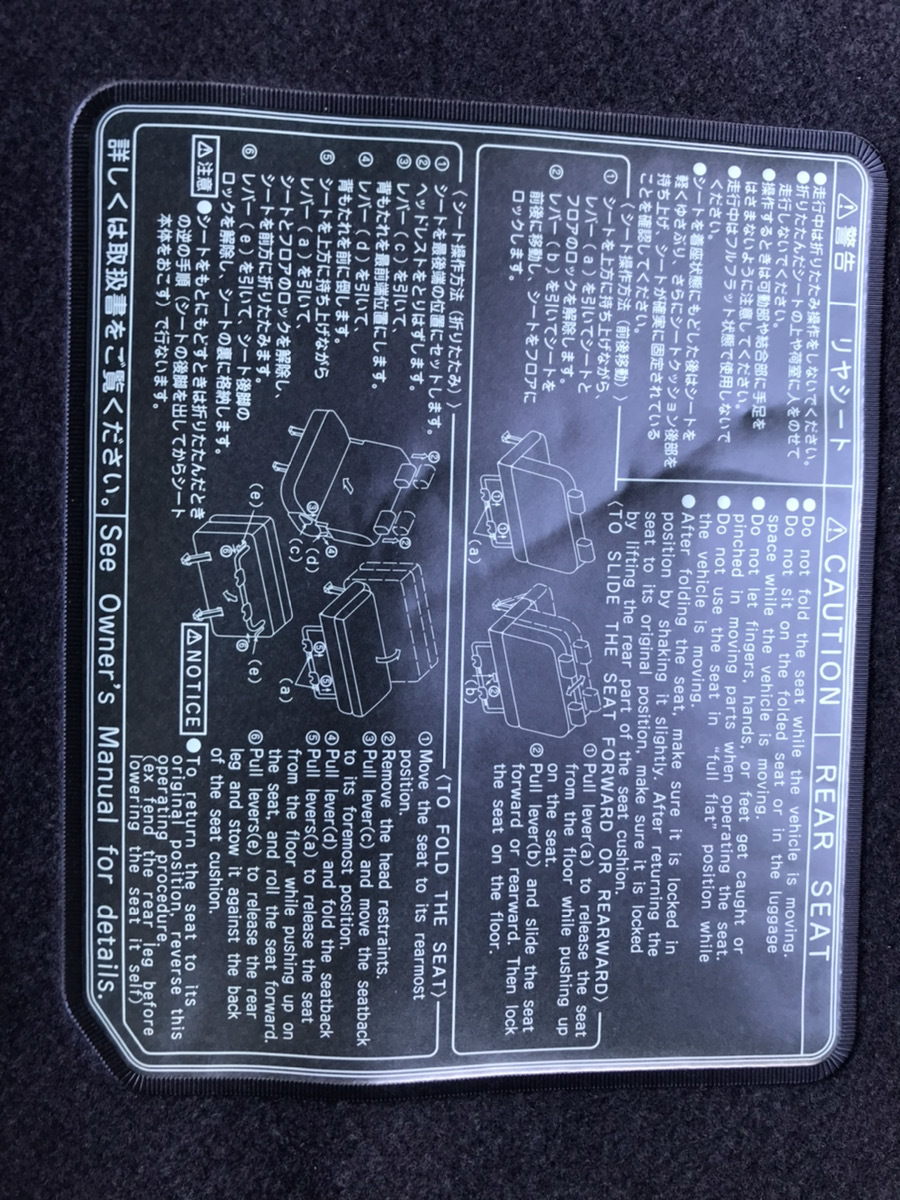 ⚠警告 リヤシート
●走行中は折りたたみ操作をしないでください。
●折りたたんだシートの上や荷室に人をのせて
走行しないでください。
●操作するときは可動部や結合部に手足を
はさまないように注意してください。
●走行中はフルフラット状態で使用しないで
ください。
●シートを着座状態にもどした後はシートを
軽くゆさぶり、さらにシートクッション後部を
持ち上げ、シートが確実に固定されている
ことを確認してください。
〈シート操作方法（前後移動）〉
① シートを上方に持ち上げながら、
レバー（a）を引いてシートと
フロアのロックを解除します。
② レバー（b）を引いてシートを
前後に移動し、シートをフロアに
ロックします。
⚠CAUTION REAR SEAT
●Do not fold the seat while the vehicle is moving.
●Do not sit on the folded seat or in the luggage
space while the vehicle is moving.
●Do not let fingers, hands, or feet get caught or
pinched in moving parts when operating the seat.
●Do not use the seat in "full flat" position while
the vehicle is moving.
●After folding the seat, make sure it is locked in
position by shaking it slightly. After returning the
seat to its original position, make sure it is locked
by lifting the rear part of the seat cushion.
〈TO SLIDE THE SEAT FORWARD OR REARWARD〉
①Pull lever(a) to release the seat
from the floor while pushing up
on the seat.
②Pull lever(b) and slide the seat
forward or rearward. Then lock
the seat on the floor.
① (a)
② (b)
〈シート操作方法（折りたたみ）〉
① シートを最後端の位置にセットします。
② ヘッドレストをとりはずします。
③ レバー（c）を引いて、
背もたれを最前端位置にします。
④ レバー（d）を引いて、
背もたれを前に倒します。
⑤ シートを上方に持ち上げながら
レバー（a）を引いて、
シートとフロアのロックを解除し、
シートを前方に折りたたみます。
⑥ レバー（e）を引いて、シート後脚の
ロックを解除し、シートの裏に格納します。
⚠注意 ●シートをもとにもどすときは折りたたんだとき
の逆の手順（シートの後脚を出してからシート
本体をおこす）で行ないます。
② ②
③ ④
(c) (d)
⑤ ⑤
(a)
(e) ⑥
⑥ (e)
〈TO FOLD THE SEAT〉
①Move the seat to its rearmost
position.
②Remove the head restraints.
③Pull lever(c) and move the seatback
to its foremost position.
④Pull lever(d) and fold the seatback
⑤Pull levers(a) to release the seat
from the floor while pushing up on
the seat, and roll the seat forward.
⑥Pull levers(e) to release the rear
leg and stow it against the back
of the seat cushion.
⚠NOTICE ●To return the seat to its
original position, reverse this
operating procedure.
(ex fend the rear leg before
lowering the seat it self)
詳しくは取扱書をご覧ください。 See Owner's Manual for details.